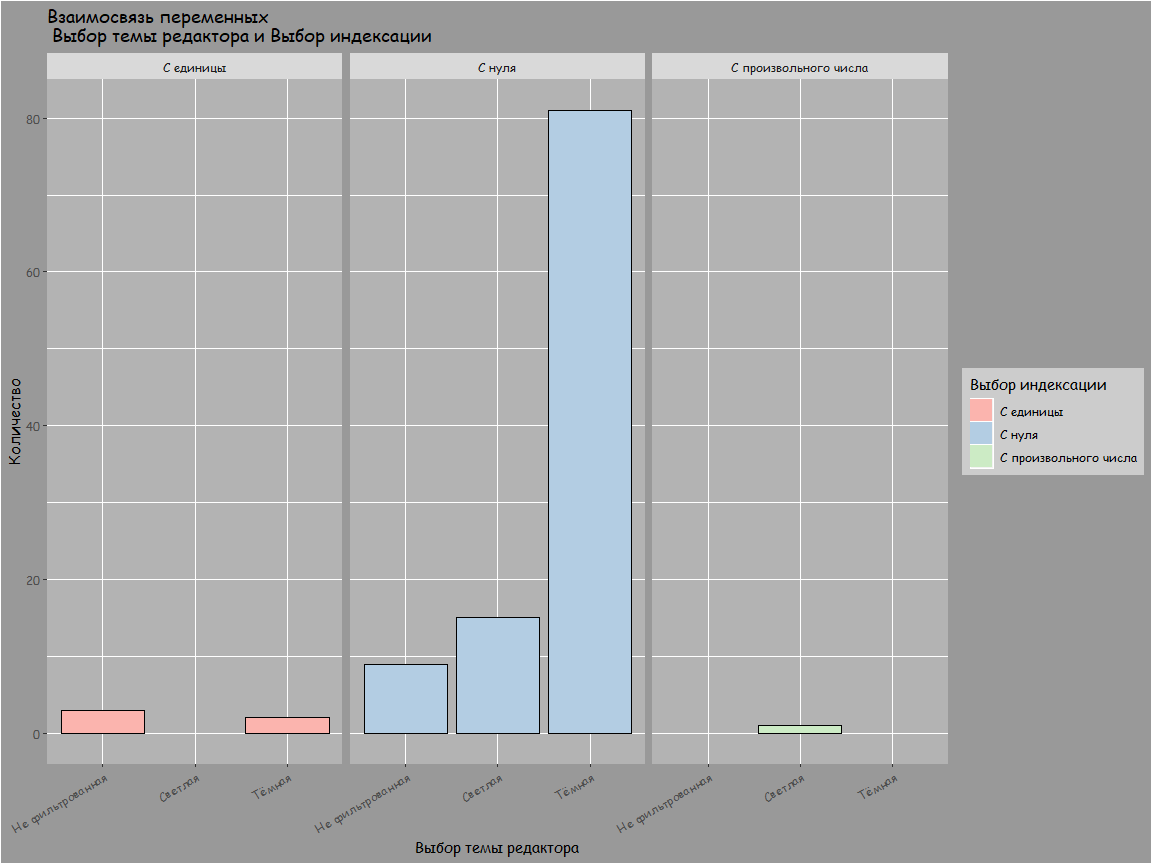 Взаимосвязь переменных
Выбор темы редактора и Выбор индексации
С единицы
С нуля
С произвольного числа
80
60
40
20
0
Количество
Не фильтрованная
Светлая
Тёмная
Не фильтрованная
Светлая
Тёмная
Не фильтрованная
Светлая
Тёмная
Выбор темы редактора
Выбор индексации
С единицы
С нуля
С произвольного числа